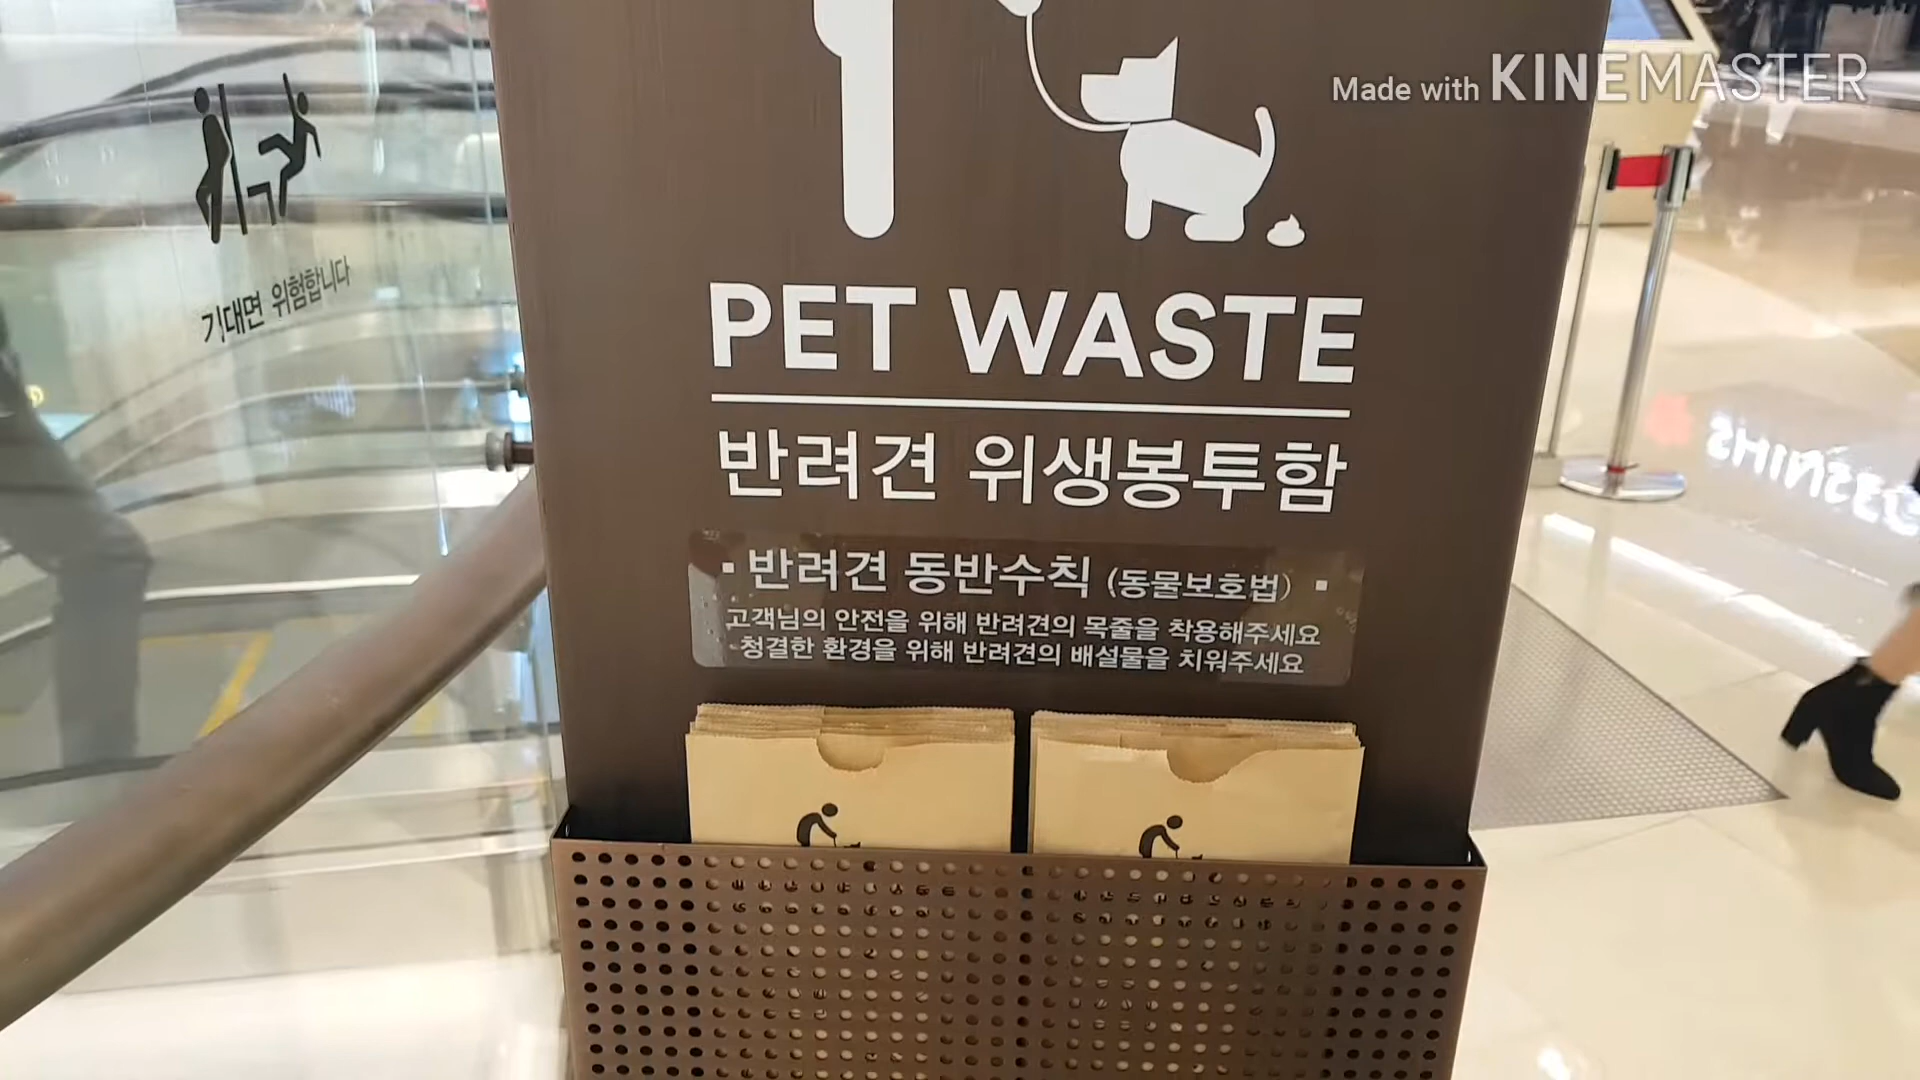 Made with KINEMASTER
기대면 위험합니다
PET WASTE
반려견 위생봉투함
▪ 반려견 동반수칙 (동물보호법) ▪
고객님의 안전을 위해 반려견의 목줄을 착용해주세요
청결한 환경을 위해 반려견의 배설물을 치워주세요